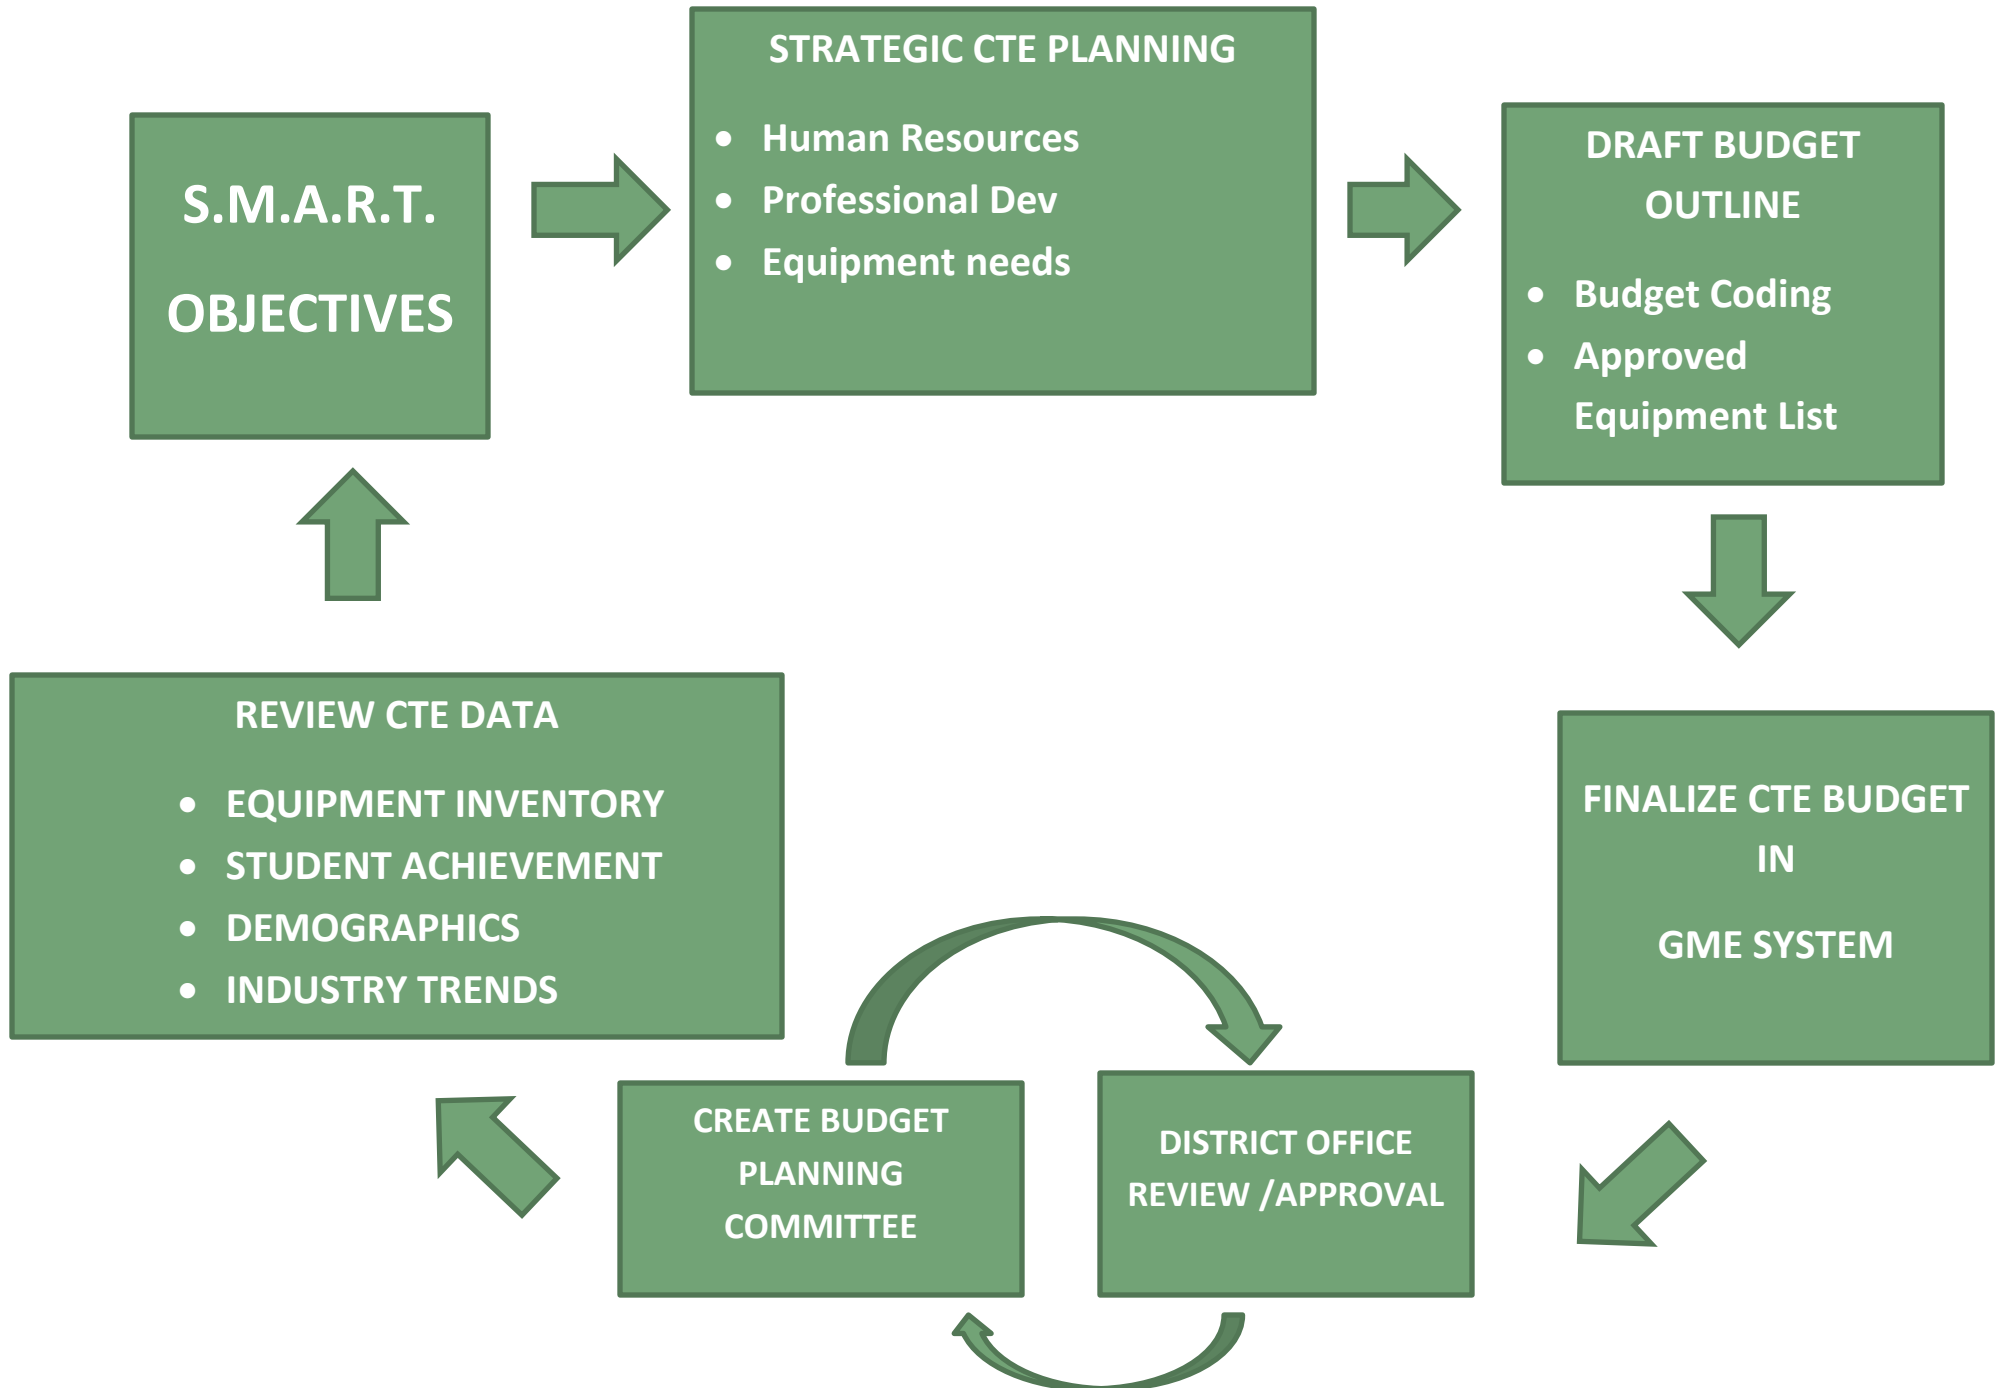 STRATEGIC CTE PLANNING
• Human Resources
• Professional Dev
• Equipment needs
S.M.A.R.T.
OBJECTIVES
DRAFT BUDGET
OUTLINE
• Budget Coding
• Approved
Equipment List
REVIEW CTE DATA
• EQUIPMENT INVENTORY
• STUDENT ACHIEVEMENT
• DEMOGRAPHICS
• INDUSTRY TRENDS
FINALIZE CTE BUDGET
IN
GME SYSTEM
CREATE BUDGET
PLANNING
COMMITTEE
DISTRICT OFFICE
REVIEW /APPROVAL